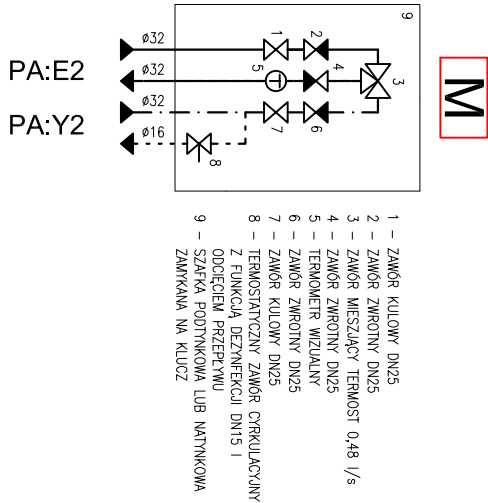 M
PA:E2
PA:Y2
ø32
ø32
ø32
ø16
1
2
3
4
5
T
6
7
8
9
1 – ZAWÓR KULOWY DN25
2 – ZAWÓR ZWROTNY DN25
3 – ZAWÓR MIESZJĄCY TERMOST 0,48 l/s
4 – ZAWÓR ZWROTNY DN25
5 – TERMOMETR WIZUALNY
6 – ZAWÓR ZWROTNY DN25
7 – ZAWÓR KULOWY DN25
8 – TERMOSTATYCZNY ZAWÓR CYRKULACYJNY
Z FUNKCJĄ DEZYNFEKCJI DN15 I
ODCIĘCIEM PRZEPŁYWU
9 – SZAFKA PODTYNKOWA LUB NATYNKOWA
ZAMYKANA NA KLUCZ